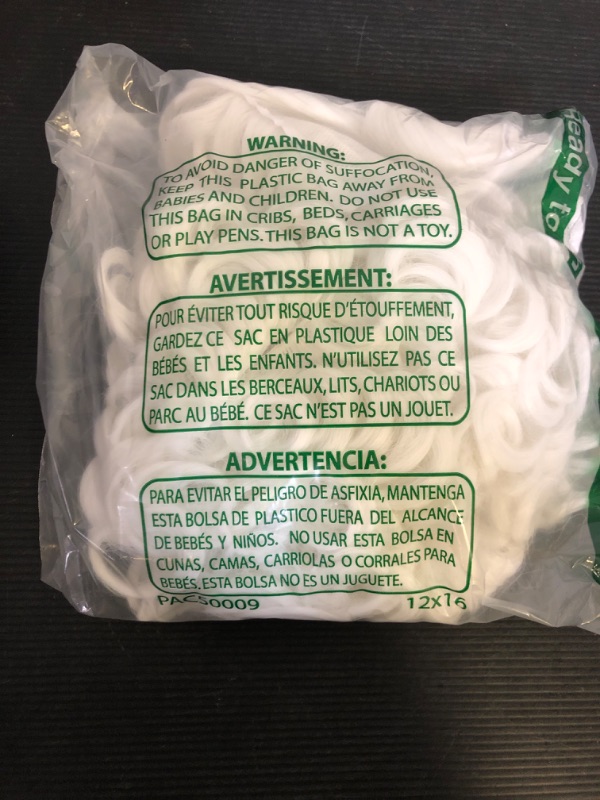 WARNING:
TO AVOID DANGER OF SUFFOCATION,
KEEP THIS PLASTIC BAG AWAY FROM
BABIES AND CHILDREN. DO NOT USE
THIS BAG IN CRIBS, BEDS, CARRIAGES
OR PLAY PENS. THIS BAG IS NOT A TOY.
AVERTISSEMENT:
POUR ÉVITER TOUT RISQUE D'ÉTOUFFEMENT,
GARDEZ CE SAC EN PLASTIQUE LOIN DES
BÉBÉS ET LES ENFANTS. N'UTILISEZ PAS CE
SAC DANS LES BERCEAUX, LITS, CHARIOTS OU
PARC AU BÉBÉ. CE SAC N'EST PAS UN JOUET.
ADVERTENCIA:
PARA EVITAR EL PELIGRO DE ASFIXIA, MANTENGA
ESTA BOLSA DE PLASTICO FUERA DEL ALCANCE
DE BEBÉS Y NIÑOS. NO USAR ESTA BOLSA EN
CUNAS, CAMAS, CARRIOLAS O CORRALES PARA
BEBÉS. ESTA BOLSA NO ES UN JUGUETE.
PAC50009 12x16
Ready to